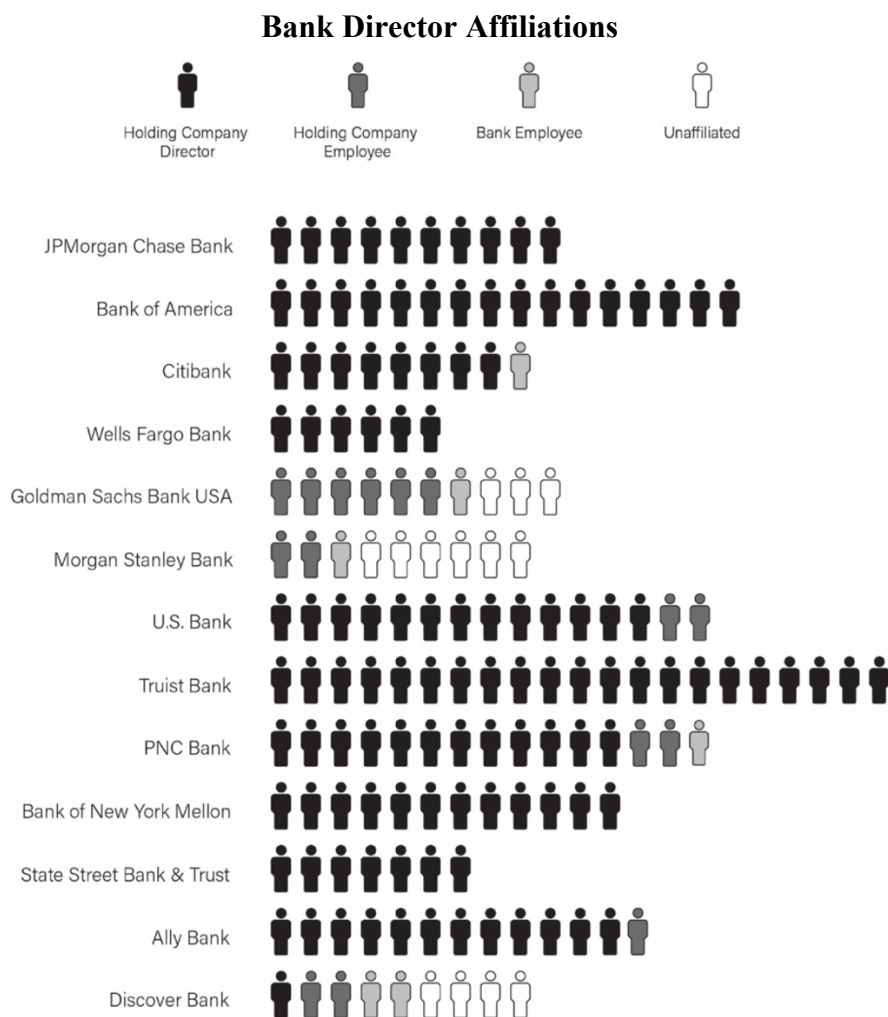 Bank Director Affiliations
Holding Company
Director
Holding Company
Employee
Bank Employee
Unaffiliated
JPMorgan Chase Bank
Bank of America
Citibank
Wells Fargo Bank
Goldman Sachs Bank USA
Morgan Stanley Bank
U.S. Bank
Truist Bank
PNC Bank
Bank of New York Mellon
State Street Bank & Trust
Ally Bank
Discover Bank